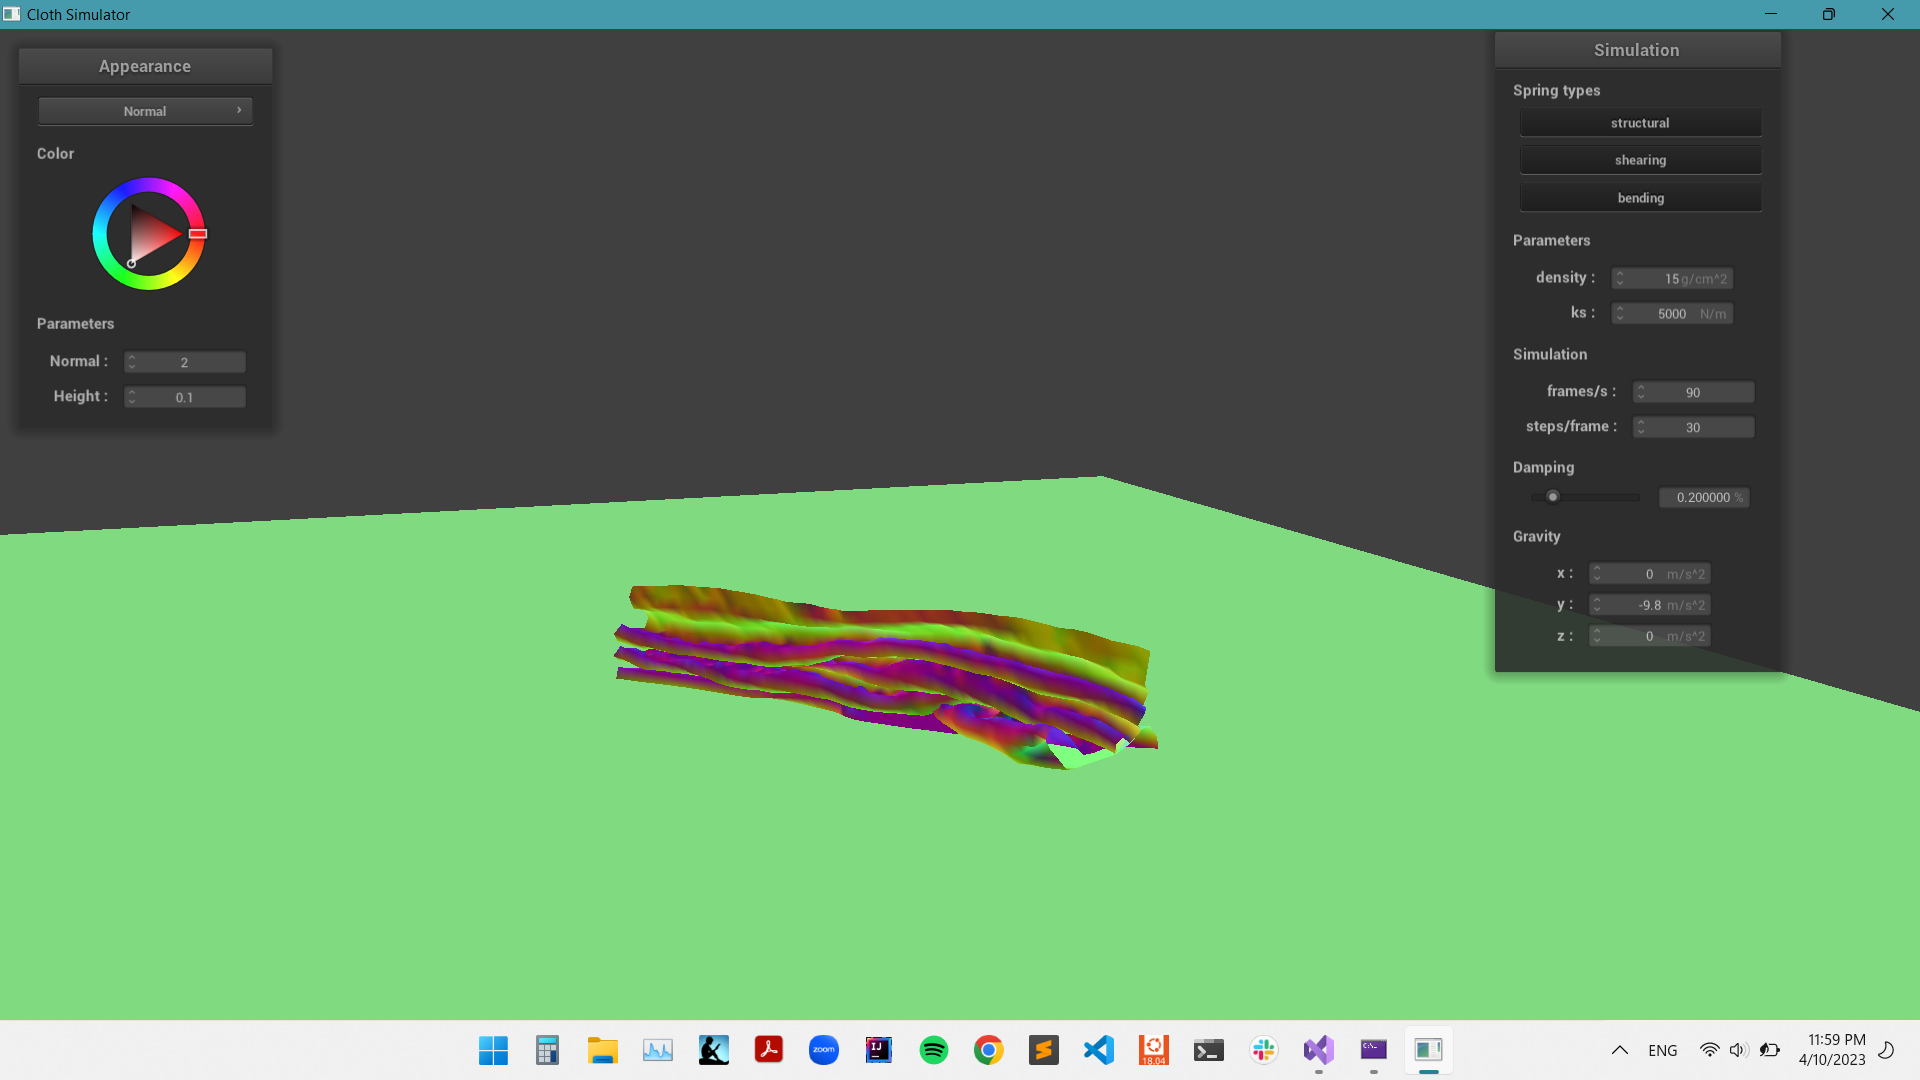 Cloth Simulator
Appearance
Normal
Color
Parameters
Normal : 2
Height : 0.1
Simulation
Spring types
structural
shearing
bending
Parameters
density : 15 g/cm^2
ks : 5000 N/m
Simulation
frames/s : 90
steps/frame : 30
Damping
0.200000 %
Gravity
x : 0 m/s^2
y : -9.8 m/s^2
z : 0 m/s^2
zoom
IJ
18.04
ENG
11:59 PM
4/10/2023